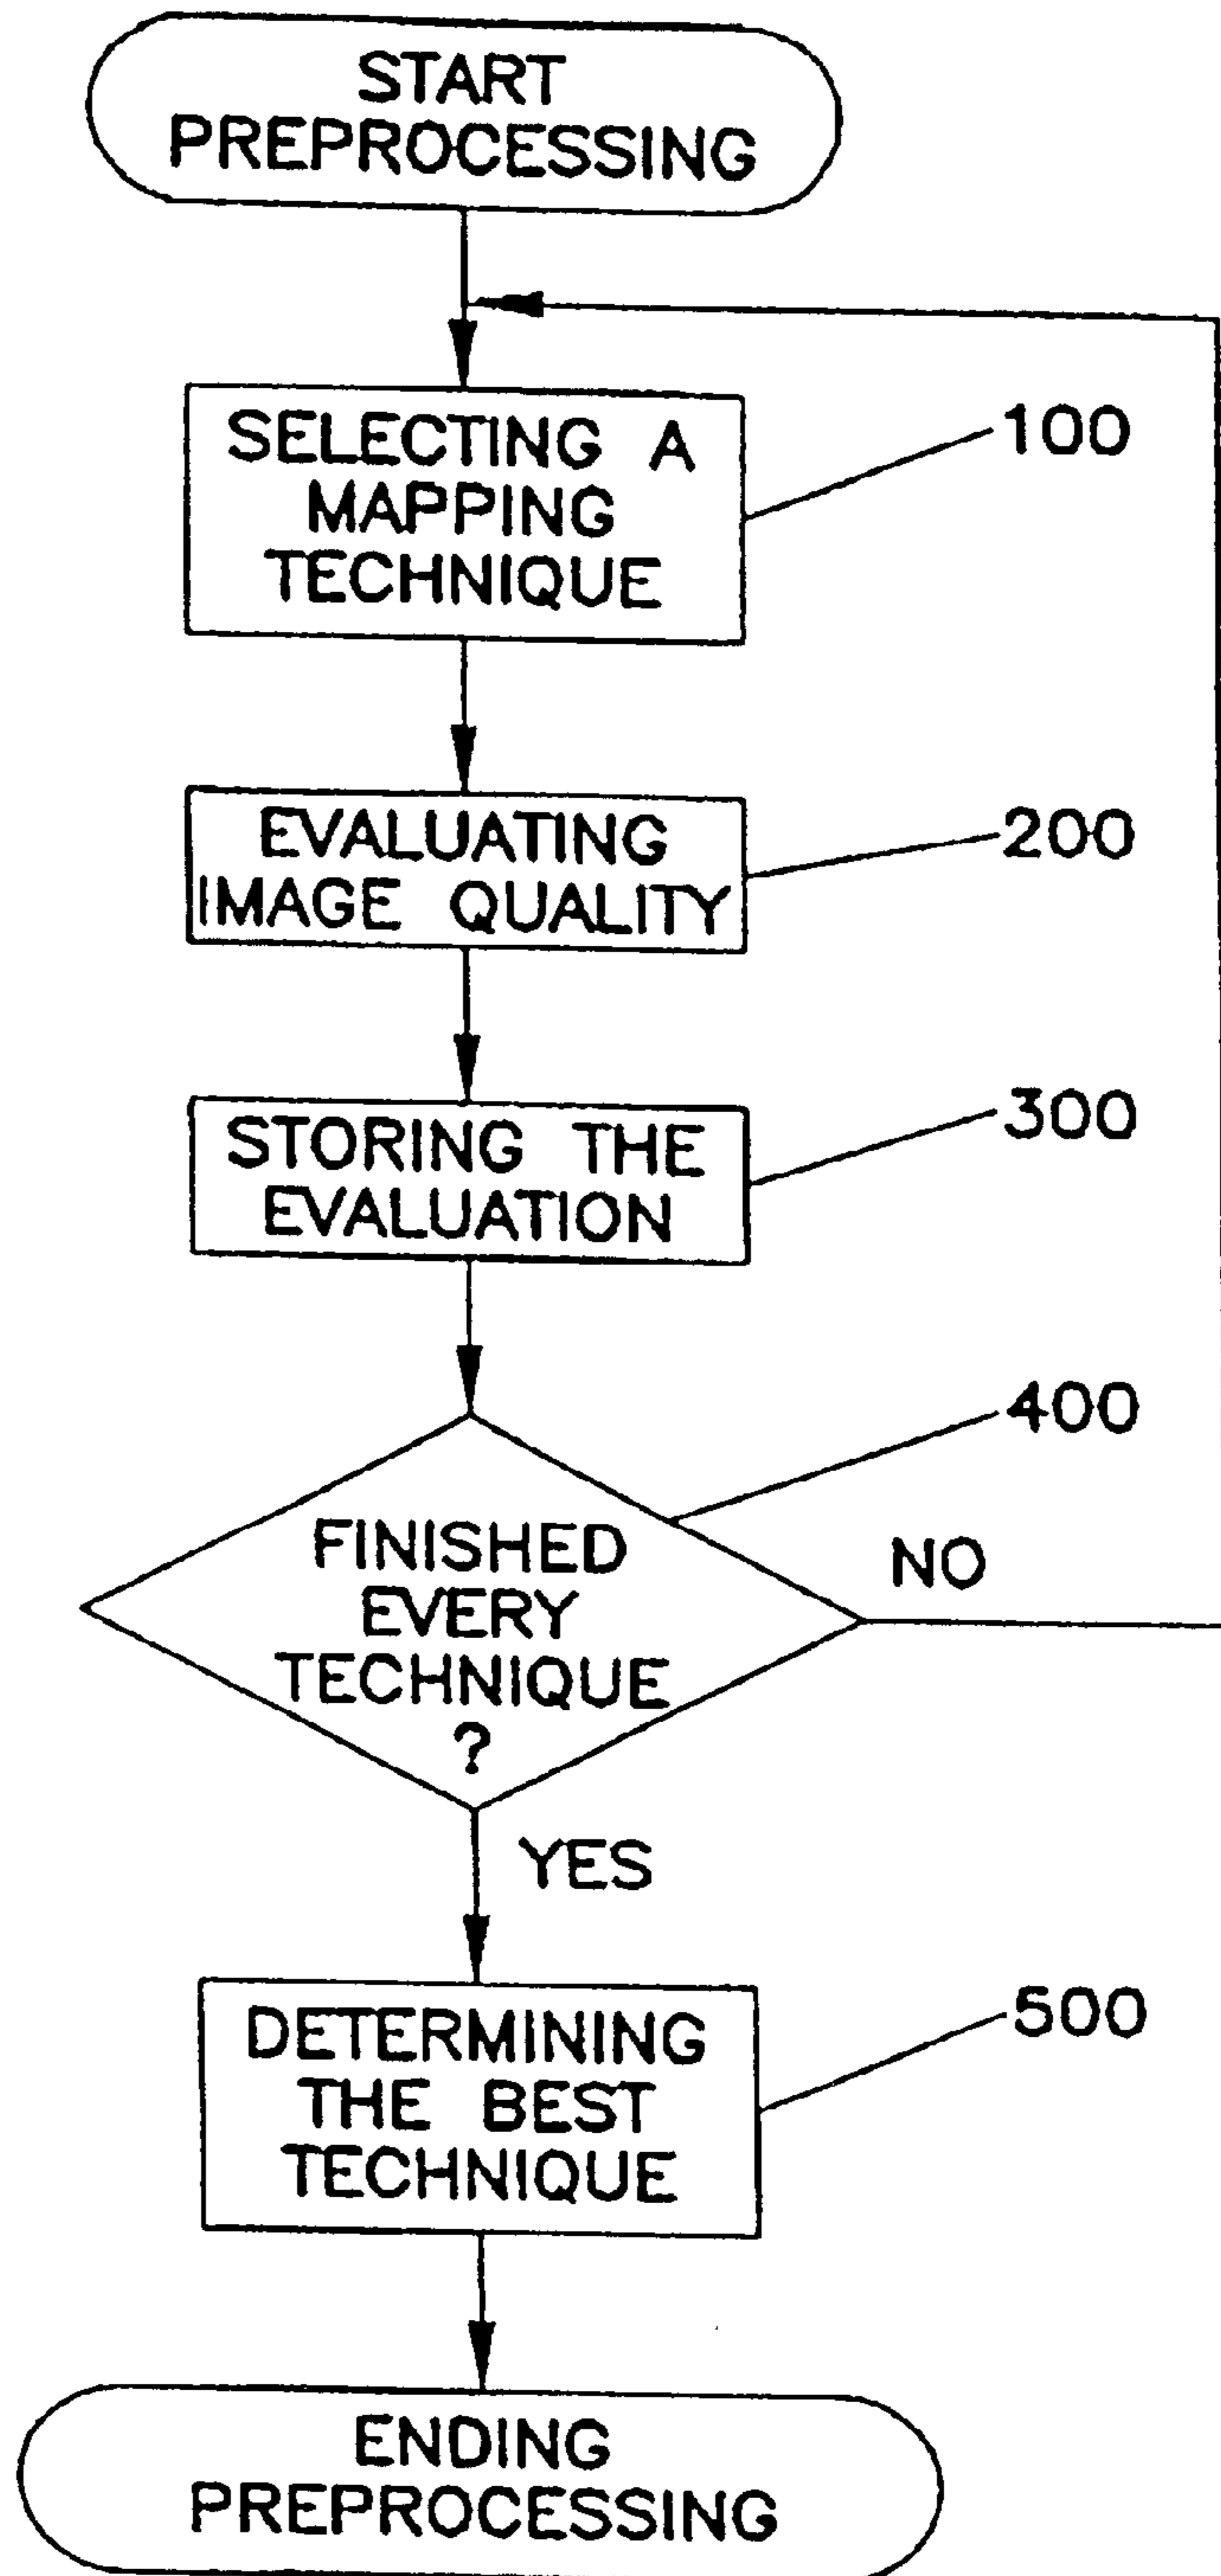 START
PREPROCESSING
SELECTING A
MAPPING
TECHNIQUE
100
EVALUATING
IMAGE QUALITY
200
STORING THE
EVALUATION
300
400
FINISHED
EVERY
TECHNIQUE
?
NO
YES
DETERMINING
THE BEST
TECHNIQUE
500
ENDING
PREPROCESSING